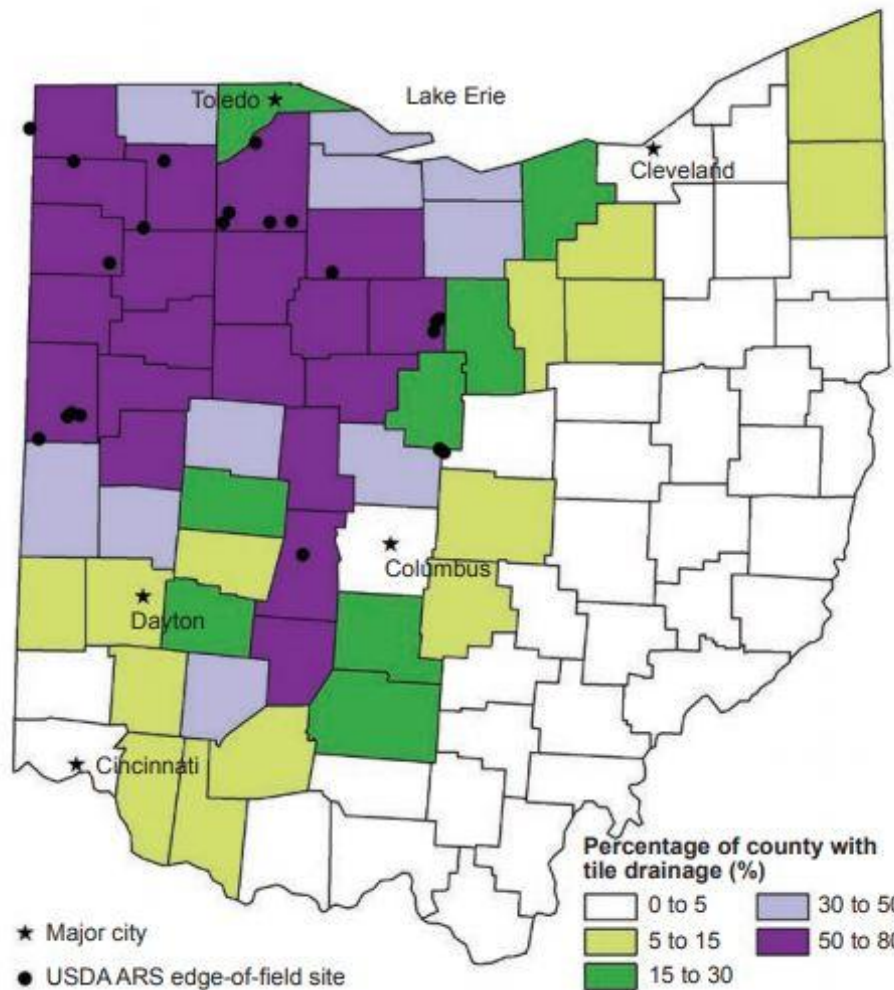 Toledo
Lake Erie
Cleveland
Columbus
Dayton
Cincinnati
Percentage of county with
tile drainage (%)
0 to 5
30 to 50
5 to 15
50 to 80
15 to 30
Major city
USDA ARS edge-of-field site